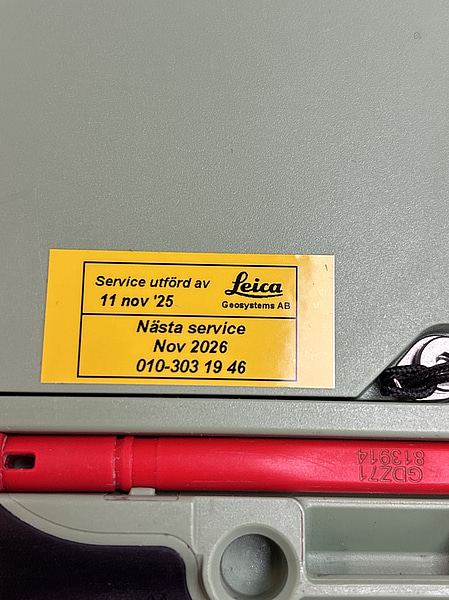 Service utförd av
Leica
11 nov '25
Geosystems AB
Nästa service
Nov 2026
010-303 19 46
GDZ71
813914